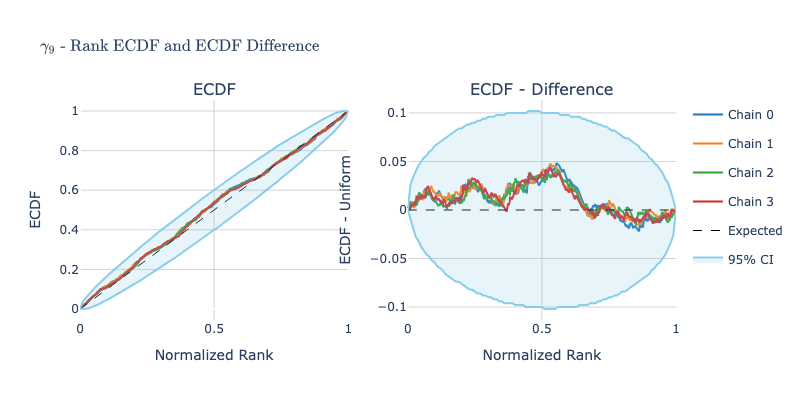 γ₉ - Rank ECDF and ECDF Difference
ECDF
ECDF - Difference
ECDF
1
0.8
0.6
0.4
0.2
0
0
0.5
1
Normalized Rank
ECDF - Uniform
0.1
0.05
0
−0.05
−0.1
0
0.5
1
Normalized Rank
Chain 0
Chain 1
Chain 2
Chain 3
Expected
95% CI